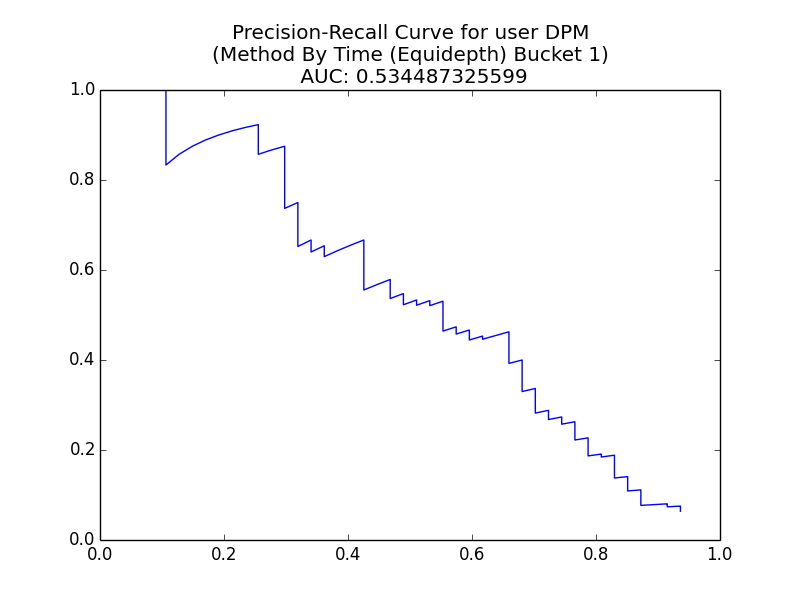 Precision-Recall Curve for user DPM
(Method By Time (Equidepth) Bucket 1)
AUC: 0.534487325599
1.0
0.8
0.6
0.4
0.2
0.0
0.0 0.2 0.4 0.6 0.8 1.0